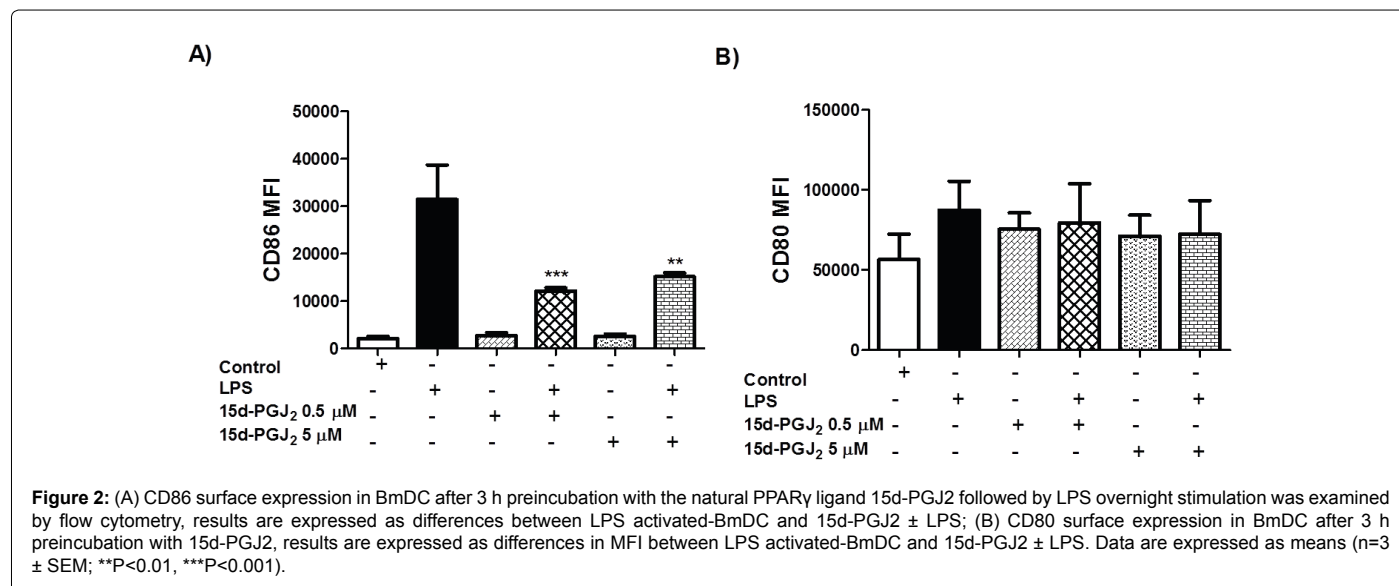 A)
50000
40000
30000
20000
10000
0
CD86 MFI
***
**
Control + - - - - -
LPS - + - + - +
15d-PGJ2 0.5 µM - - + + - -
15d-PGJ2 5 µM - - - - + +
B)
150000
100000
50000
0
CD80 MFI
Control + - - - - -
LPS - + - + - +
15d-PGJ2 0.5 µM - - + + - -
15d-PGJ2 5 µM - - - - + +
Figure 2: (A) CD86 surface expression in BmDC after 3 h preincubation with the natural PPARγ ligand 15d-PGJ2 followed by LPS overnight stimulation was examined
by flow cytometry, results are expressed as differences between LPS activated-BmDC and 15d-PGJ2 ± LPS; (B) CD80 surface expression in BmDC after 3 h
preincubation with 15d-PGJ2, results are expressed as differences in MFI between LPS activated-BmDC and 15d-PGJ2 ± LPS. Data are expressed as means (n=3
± SEM; **P<0.01, ***P<0.001).